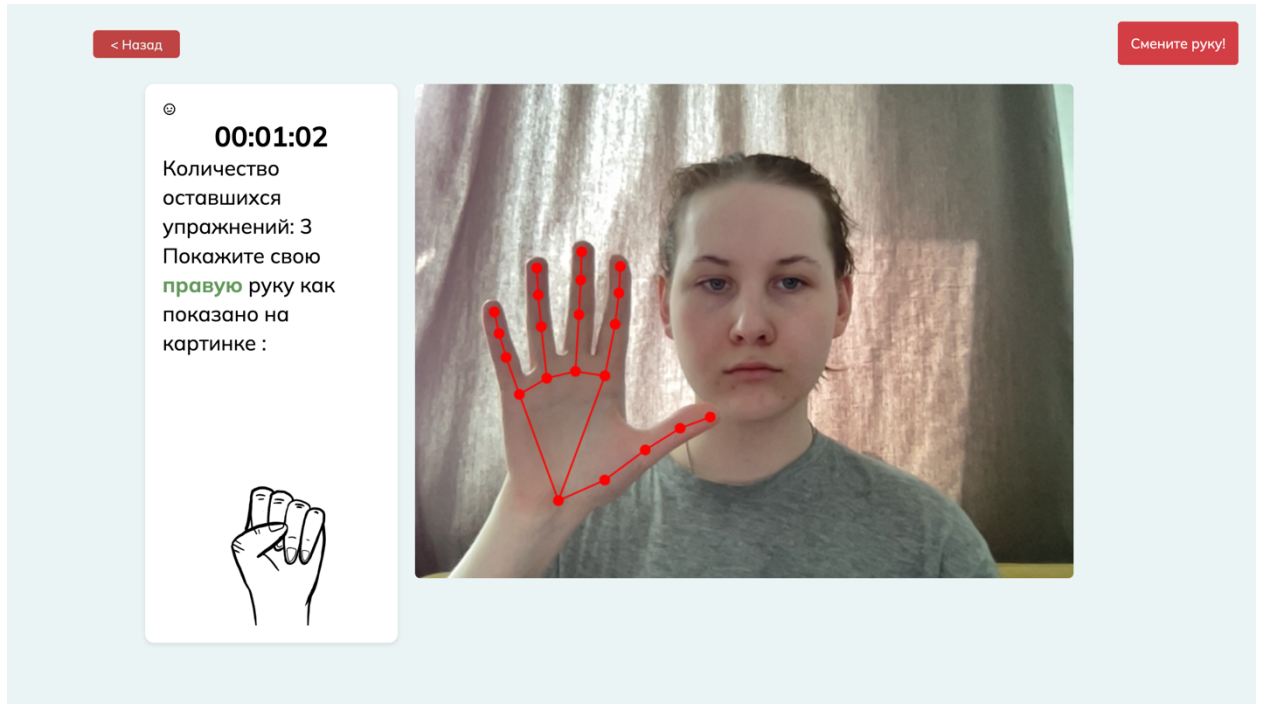 < Назад
Смените руку!
00:01:02
Количество
оставшихся
упражнений: 3
Покажите свою
правую руку как
показано на
картинке :